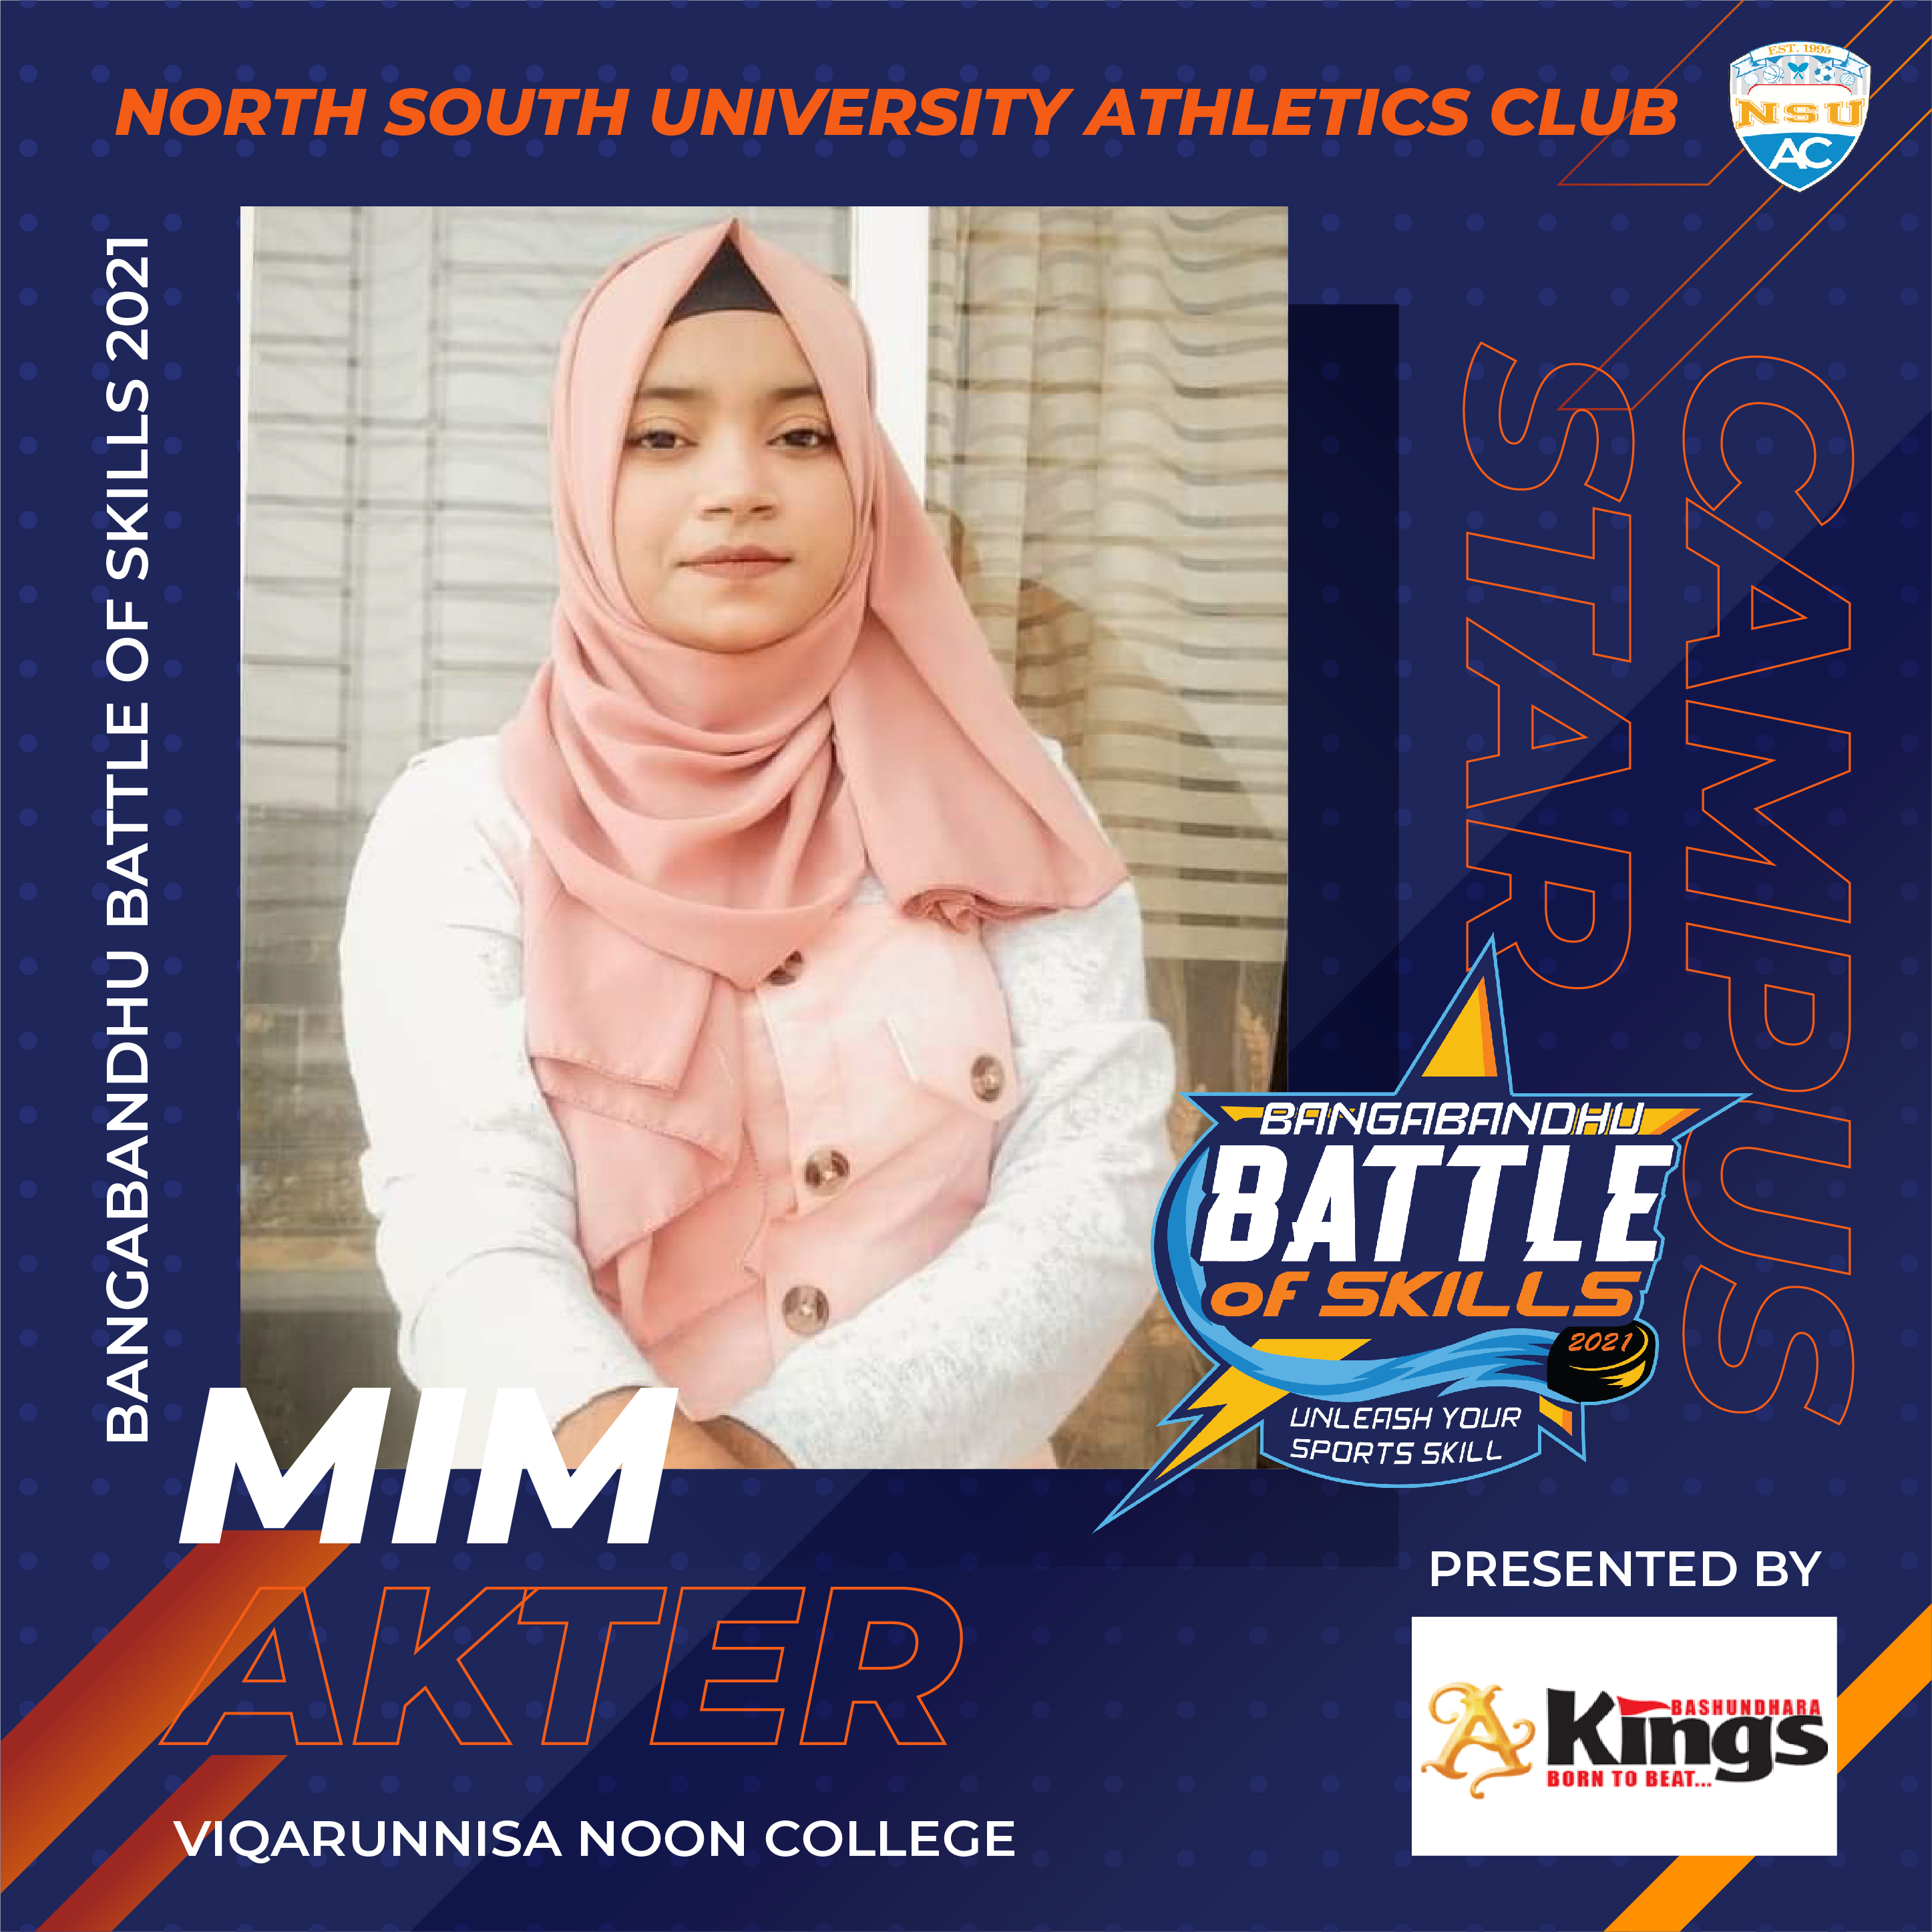 NORTH SOUTH UNIVERSITY ATHLETICS CLUB
EST. 1995
NSU
AC
BANGABANDHU BATTLE OF SKILLS 2021
CAMPUS
STAR
BANGABANDHU
BATTLE
OF SKILLS
2021
UNLEASH YOUR
SPORTS SKILL
MIM
AKTER
VIQARUNNISA NOON COLLEGE
PRESENTED BY
A
BASHUNDHARA
Kings
BORN TO BEAT...